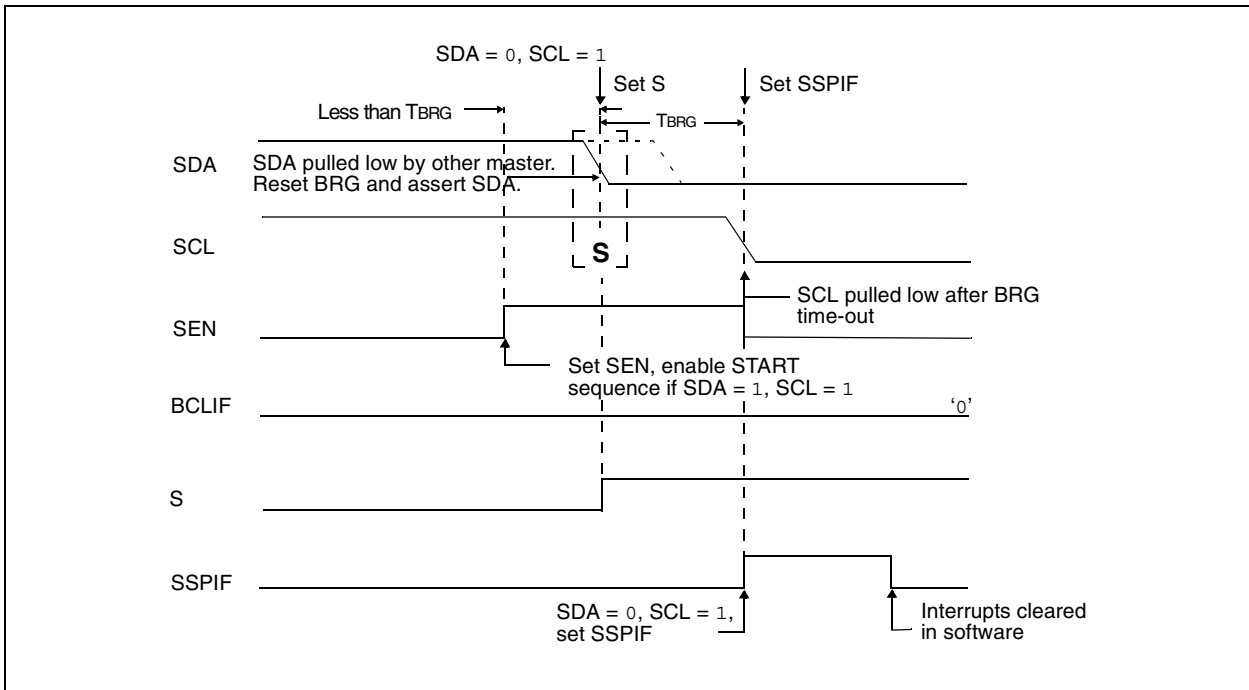 SDA = 0, SCL = 1
Set S
Set SSPIF
Less than TBRG
TBRG
SDA
SDA pulled low by other master.
Reset BRG and assert SDA.
SCL
S
SCL pulled low after BRG
time-out
SEN
Set SEN, enable START
sequence if SDA = 1, SCL = 1
BCLIF
‘0’
S
SSPIF
SDA = 0, SCL = 1,
set SSPIF
Interrupts cleared
in software